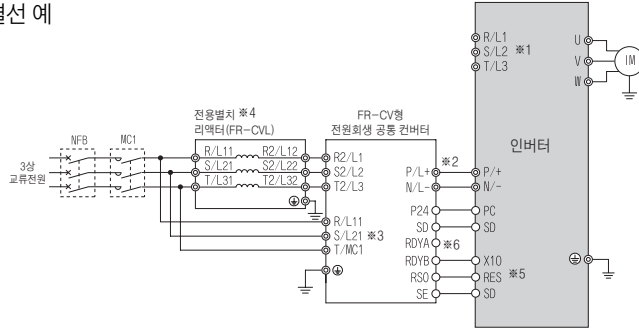 결선 예
R/L1
S/L2 ※1
T/L3
U
V
W
IM
전용별치 ※4
리액터(FR-CVL)
FR-CV형
전원회생 공통 컨버터
인버터
NFB
MC1
3상
교류전원
R/L11 R2/L12
S/L21 S2/L22
T/L31 T2/L32
R2/L1
S2/L2
T2/L3
P/L+ ※2 P/+
N/L- N/-
R/L11
S/L21 ※3
T/MC1
P24 PC
SD SD
RDYA ※6
RDYB X10
RSO RES ※5
SE SD